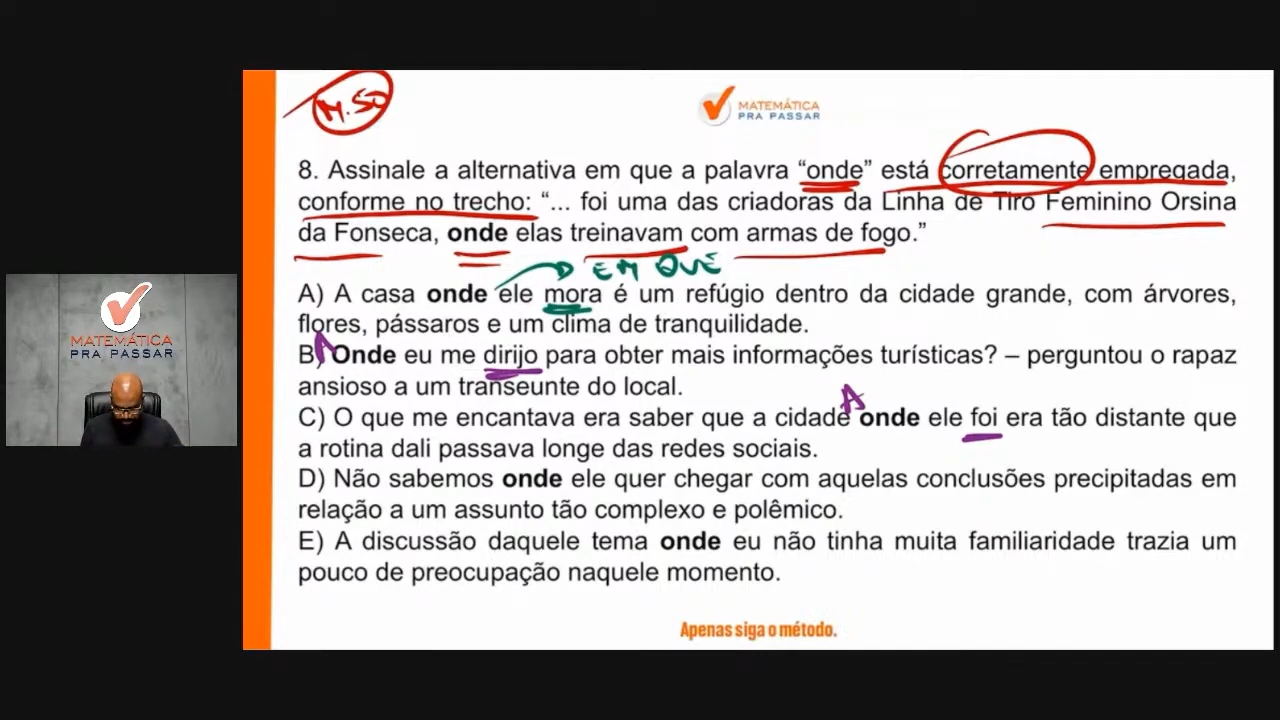 M.SD
MATEMÁTICA
PRA PASSAR
8. Assinale a alternativa em que a palavra “onde” está corretamente empregada,
conforme no trecho: “... foi uma das criadoras da Linha de Tiro Feminino Orsina
da Fonseca, onde elas treinavam com armas de fogo.”
EM QUE
A) A casa onde ele mora é um refúgio dentro da cidade grande, com árvores,
flores, pássaros e um clima de tranquilidade.
B) A Onde eu me dirijo para obter mais informações turísticas? – perguntou o rapaz
ansioso a um transeunte do local.
C) O que me encantava era saber que a cidade A onde ele foi era tão distante que
a rotina dali passava longe das redes sociais.
D) Não sabemos onde ele quer chegar com aquelas conclusões precipitadas em
relação a um assunto tão complexo e polêmico.
E) A discussão daquele tema onde eu não tinha muita familiaridade trazia um
pouco de preocupação naquele momento.
Apenas siga o método.
MATEMÁTICA
PRA PASSAR